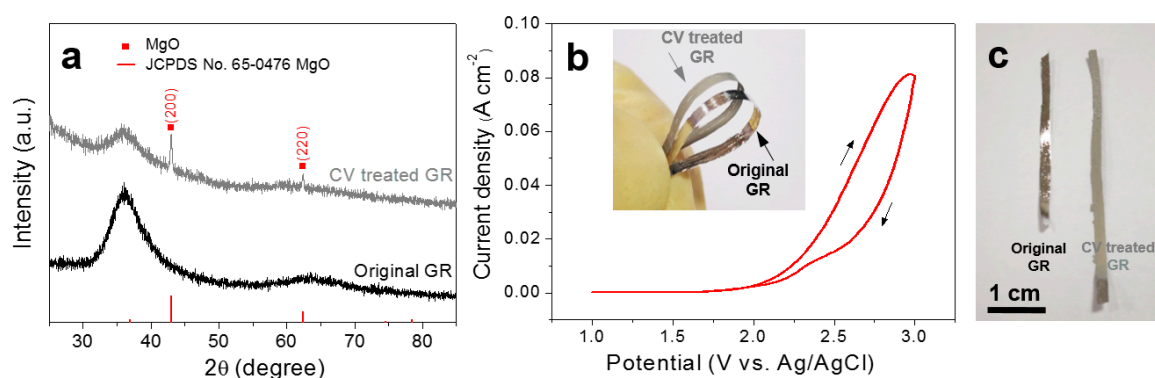 a
MgO
JCPDS No. 65-0476 MgO
(200)
(220)
CV treated GR
Original GR
Intensity (a.u.)
30 40 50 60 70 80
2θ (degree)
b
CV treated
GR
Original
GR
Current density (A cm⁻²)
0.10
0.08
0.06
0.04
0.02
0.00
1.0 1.5 2.0 2.5 3.0
Potential (V vs. Ag/AgCl)
c
Original
GR
CV treated
GR
1 cm